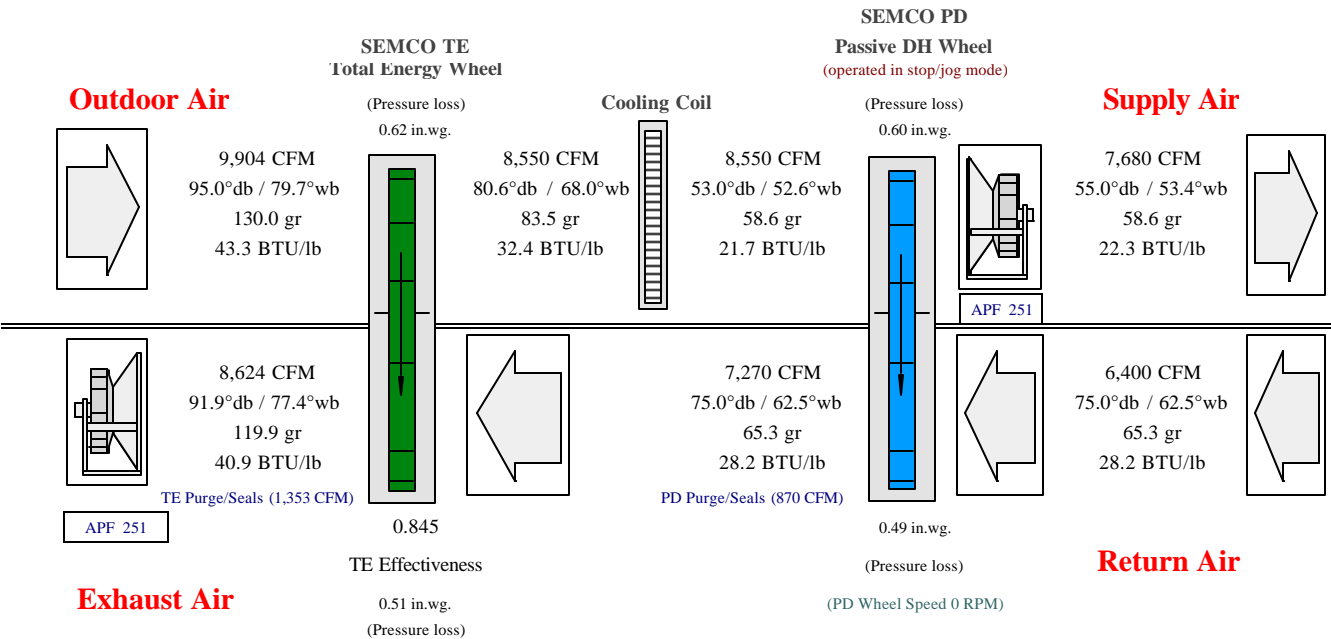 SEMCO PD
SEMCO TE
Passive DH Wheel
Total Energy Wheel
(operated in stop/jog mode)
Outdoor Air
(Pressure loss)
Cooling Coil
(Pressure loss)
Supply Air
0.62 in.wg.
0.60 in.wg.
9,904 CFM
95.0°db / 79.7°wb
130.0 gr
43.3 BTU/lb
8,550 CFM
80.6°db / 68.0°wb
83.5 gr
32.4 BTU/lb
8,550 CFM
53.0°db / 52.6°wb
58.6 gr
21.7 BTU/lb
7,680 CFM
55.0°db / 53.4°wb
58.6 gr
22.3 BTU/lb
APF 251
8,624 CFM
91.9°db / 77.4°wb
119.9 gr
40.9 BTU/lb
TE Purge/Seals (1,353 CFM)
7,270 CFM
75.0°db / 62.5°wb
65.3 gr
28.2 BTU/lb
PD Purge/Seals (870 CFM)
6,400 CFM
75.0°db / 62.5°wb
65.3 gr
28.2 BTU/lb
APF 251
0.845
0.49 in.wg.
TE Effectiveness
(Pressure loss)
Return Air
Exhaust Air
0.51 in.wg.
(PD Wheel Speed 0 RPM)
(Pressure loss)